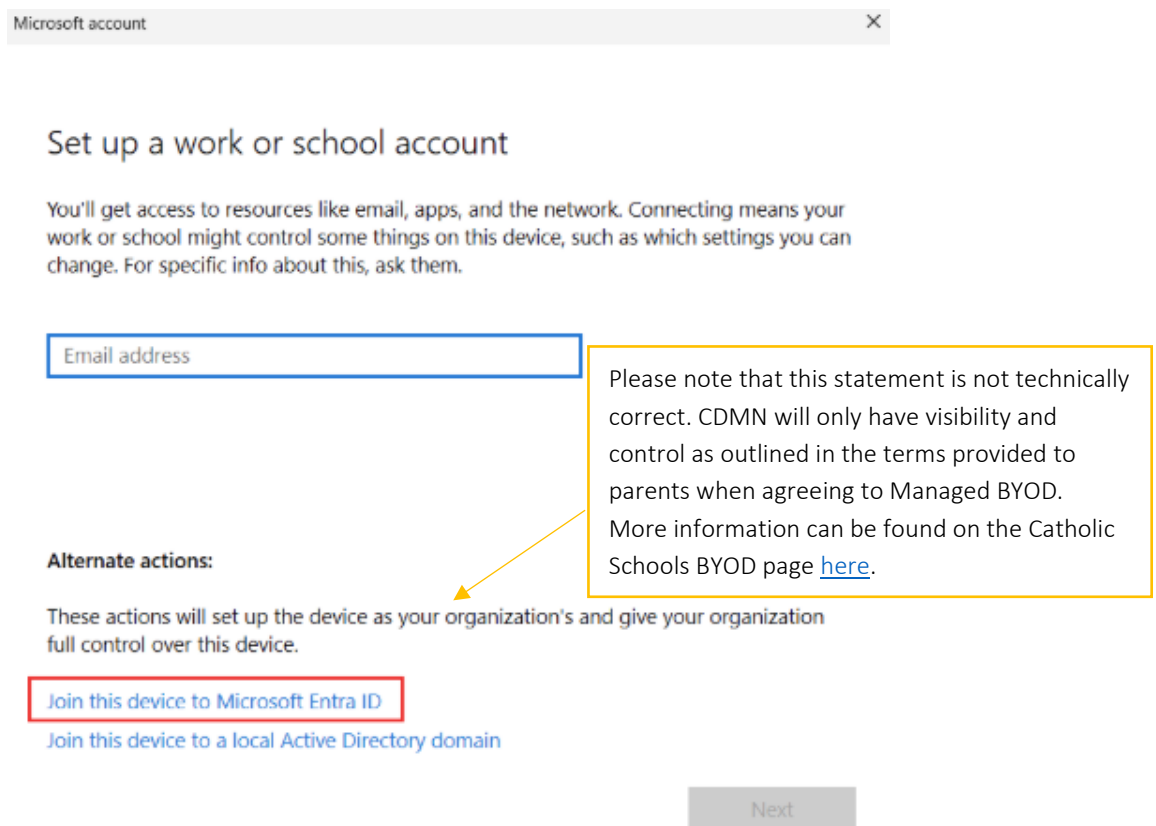 Microsoft account
Set up a work or school account
You'll get access to resources like email, apps, and the network. Connecting means your
work or school might control some things on this device, such as which settings you can
change. For specific info about this, ask them.
Email address
Please note that this statement is not technically
correct. CDMN will only have visibility and
control as outlined in the terms provided to
parents when agreeing to Managed BYOD.
More information can be found on the Catholic
Schools BYOD page here.
Alternate actions:
These actions will set up the device as your organization's and give your organization
full control over this device.
Join this device to Microsoft Entra ID
Join this device to a local Active Directory domain
Next